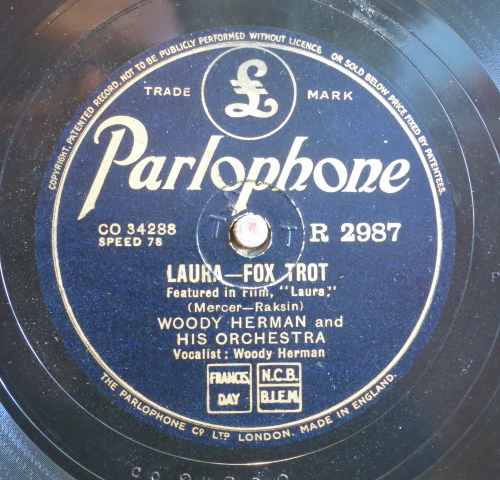 COPYRIGHT. PATENTED RECORD. NOT TO BE PUBLICLY PERFORMED WITHOUT LICENCE OR SOLD BELOW PRICE FIXED BY PATENTEES.
TRADE £ MARK
Parlophone
CO 34288
SPEED 78
R 2987
LAURA—FOX TROT
Featured in Film, "Laura."
(Mercer—Raksin)
WOODY HERMAN and
HIS ORCHESTRA
Vocalist: Woody Herman
FRANCIS, DAY
N.C.B.
B.I.E.M.
THE PARLOPHONE Cº LTD LONDON. MADE IN ENGLAND.